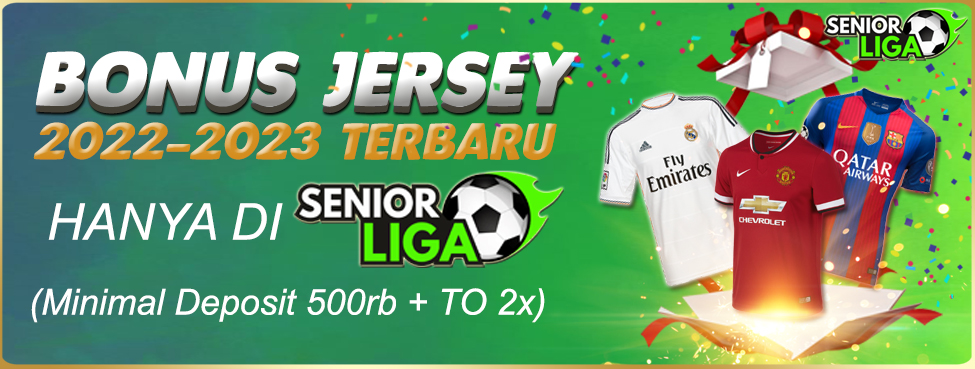 BONUS JERSEY
2022-2023 TERBARU
HANYA DI SENIOR LIGA
(Minimal Deposit 500rb + TO 2x)
SENIOR LIGA
Fly Emirates
CHEVROLET
QATAR AIRWAYS